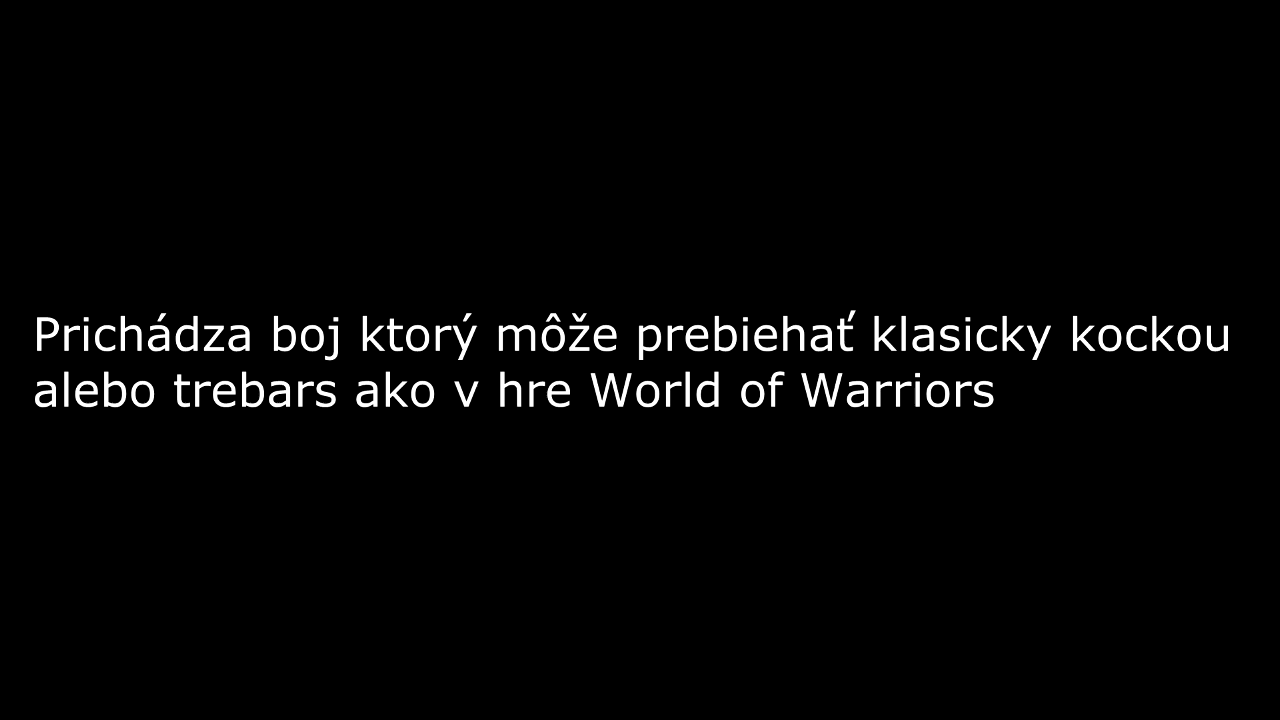 Prichádza boj ktorý môže prebiehať klasicky kockou
alebo trebars ako v hre World of Warriors